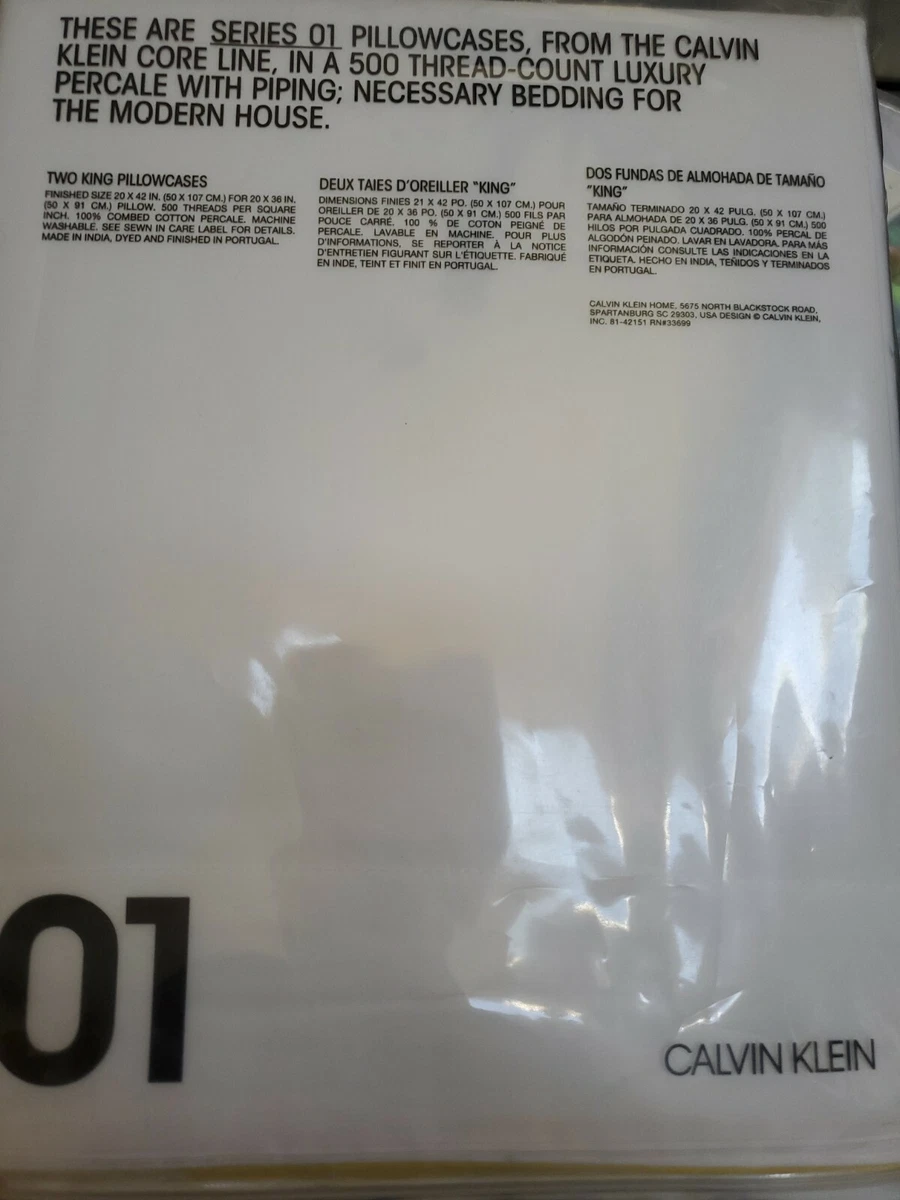 THESE ARE SERIES 01 PILLOWCASES, FROM THE CALVIN
KLEIN CORE LINE, IN A 500 THREAD-COUNT LUXURY
PERCALE WITH PIPING; NECESSARY BEDDING FOR
THE MODERN HOUSE.
TWO KING PILLOWCASES
FINISHED SIZE 20 X 42 IN. (50 X 107 CM.) FOR 20 X 36 IN.
(50 X 91 CM.) PILLOW. 500 THREADS PER SQUARE
INCH. 100% COMBED COTTON PERCALE. MACHINE
WASHABLE. SEE SEWN IN CARE LABEL FOR DETAILS.
MADE IN INDIA, DYED AND FINISHED IN PORTUGAL.
DEUX TAIES D'OREILLER "KING"
DIMENSIONS FINIES 21 X 42 PO. (50 X 107 CM.) POUR
OREILLER DE 20 X 36 PO. (50 X 91 CM.) 500 FILS PAR
POUCE CARRÉ. 100 % DE COTON PEIGNÉ DE
PERCALE. LAVABLE EN MACHINE. POUR PLUS
D'INFORMATIONS, SE REPORTER À LA NOTICE
D'ENTRETIEN FIGURANT SUR L'ÉTIQUETTE. FABRIQUÉ
EN INDE, TEINT ET FINIT EN PORTUGAL.
DOS FUNDAS DE ALMOHADA DE TAMAÑO
"KING"
TAMAÑO TERMINADO 20 X 42 PULG. (50 X 107 CM.)
PARA ALMOHADA DE 20 X 36 PULG. (50 X 91 CM.) 500
HILOS POR PULGADA CUADRADO. 100% PERCAL DE
ALGODÓN PEINADO. LAVAR EN LAVADORA. PARA MÁS
INFORMACIÓN CONSULTE LAS INDICACIONES EN LA
ETIQUETA. HECHO EN INDIA, TEÑIDOS Y TERMINADOS
EN PORTUGAL.
CALVIN KLEIN HOME, 5675 NORTH BLACKSTOCK ROAD,
SPARTANBURG SC 29303, USA DESIGN © CALVIN KLEIN,
INC. 81-42151 RN#33699
01
CALVIN KLEIN